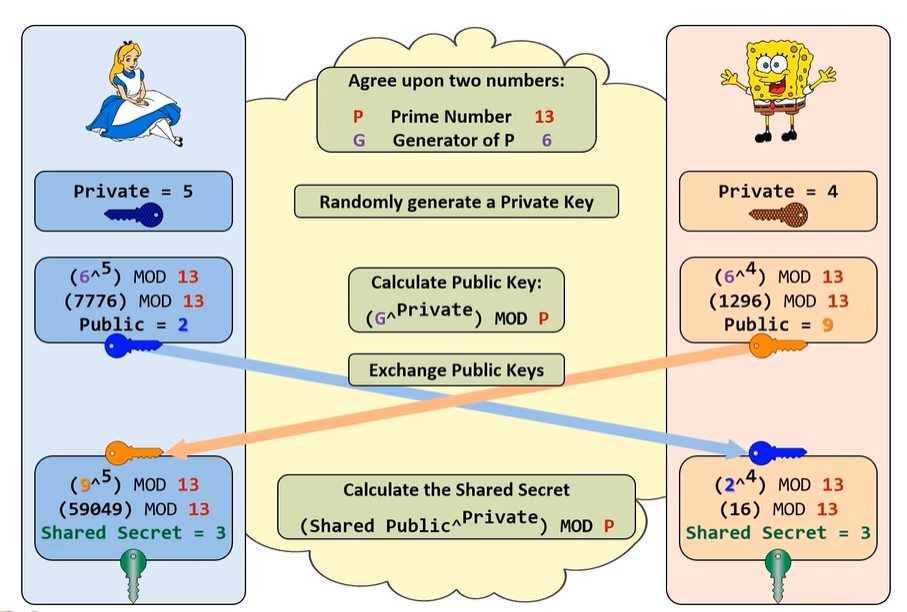 Agree upon two numbers:
P Prime Number 13
G Generator of P 6
Private = 5
Randomly generate a Private Key
Private = 4
(6^5) MOD 13
(7776) MOD 13
Public = 2
Calculate Public Key:
(G^Private) MOD P
(6^4) MOD 13
(1296) MOD 13
Public = 9
Exchange Public Keys
(9^5) MOD 13
(59049) MOD 13
Shared Secret = 3
Calculate the Shared Secret
(Shared Public^Private) MOD P
(2^4) MOD 13
(16) MOD 13
Shared Secret = 3